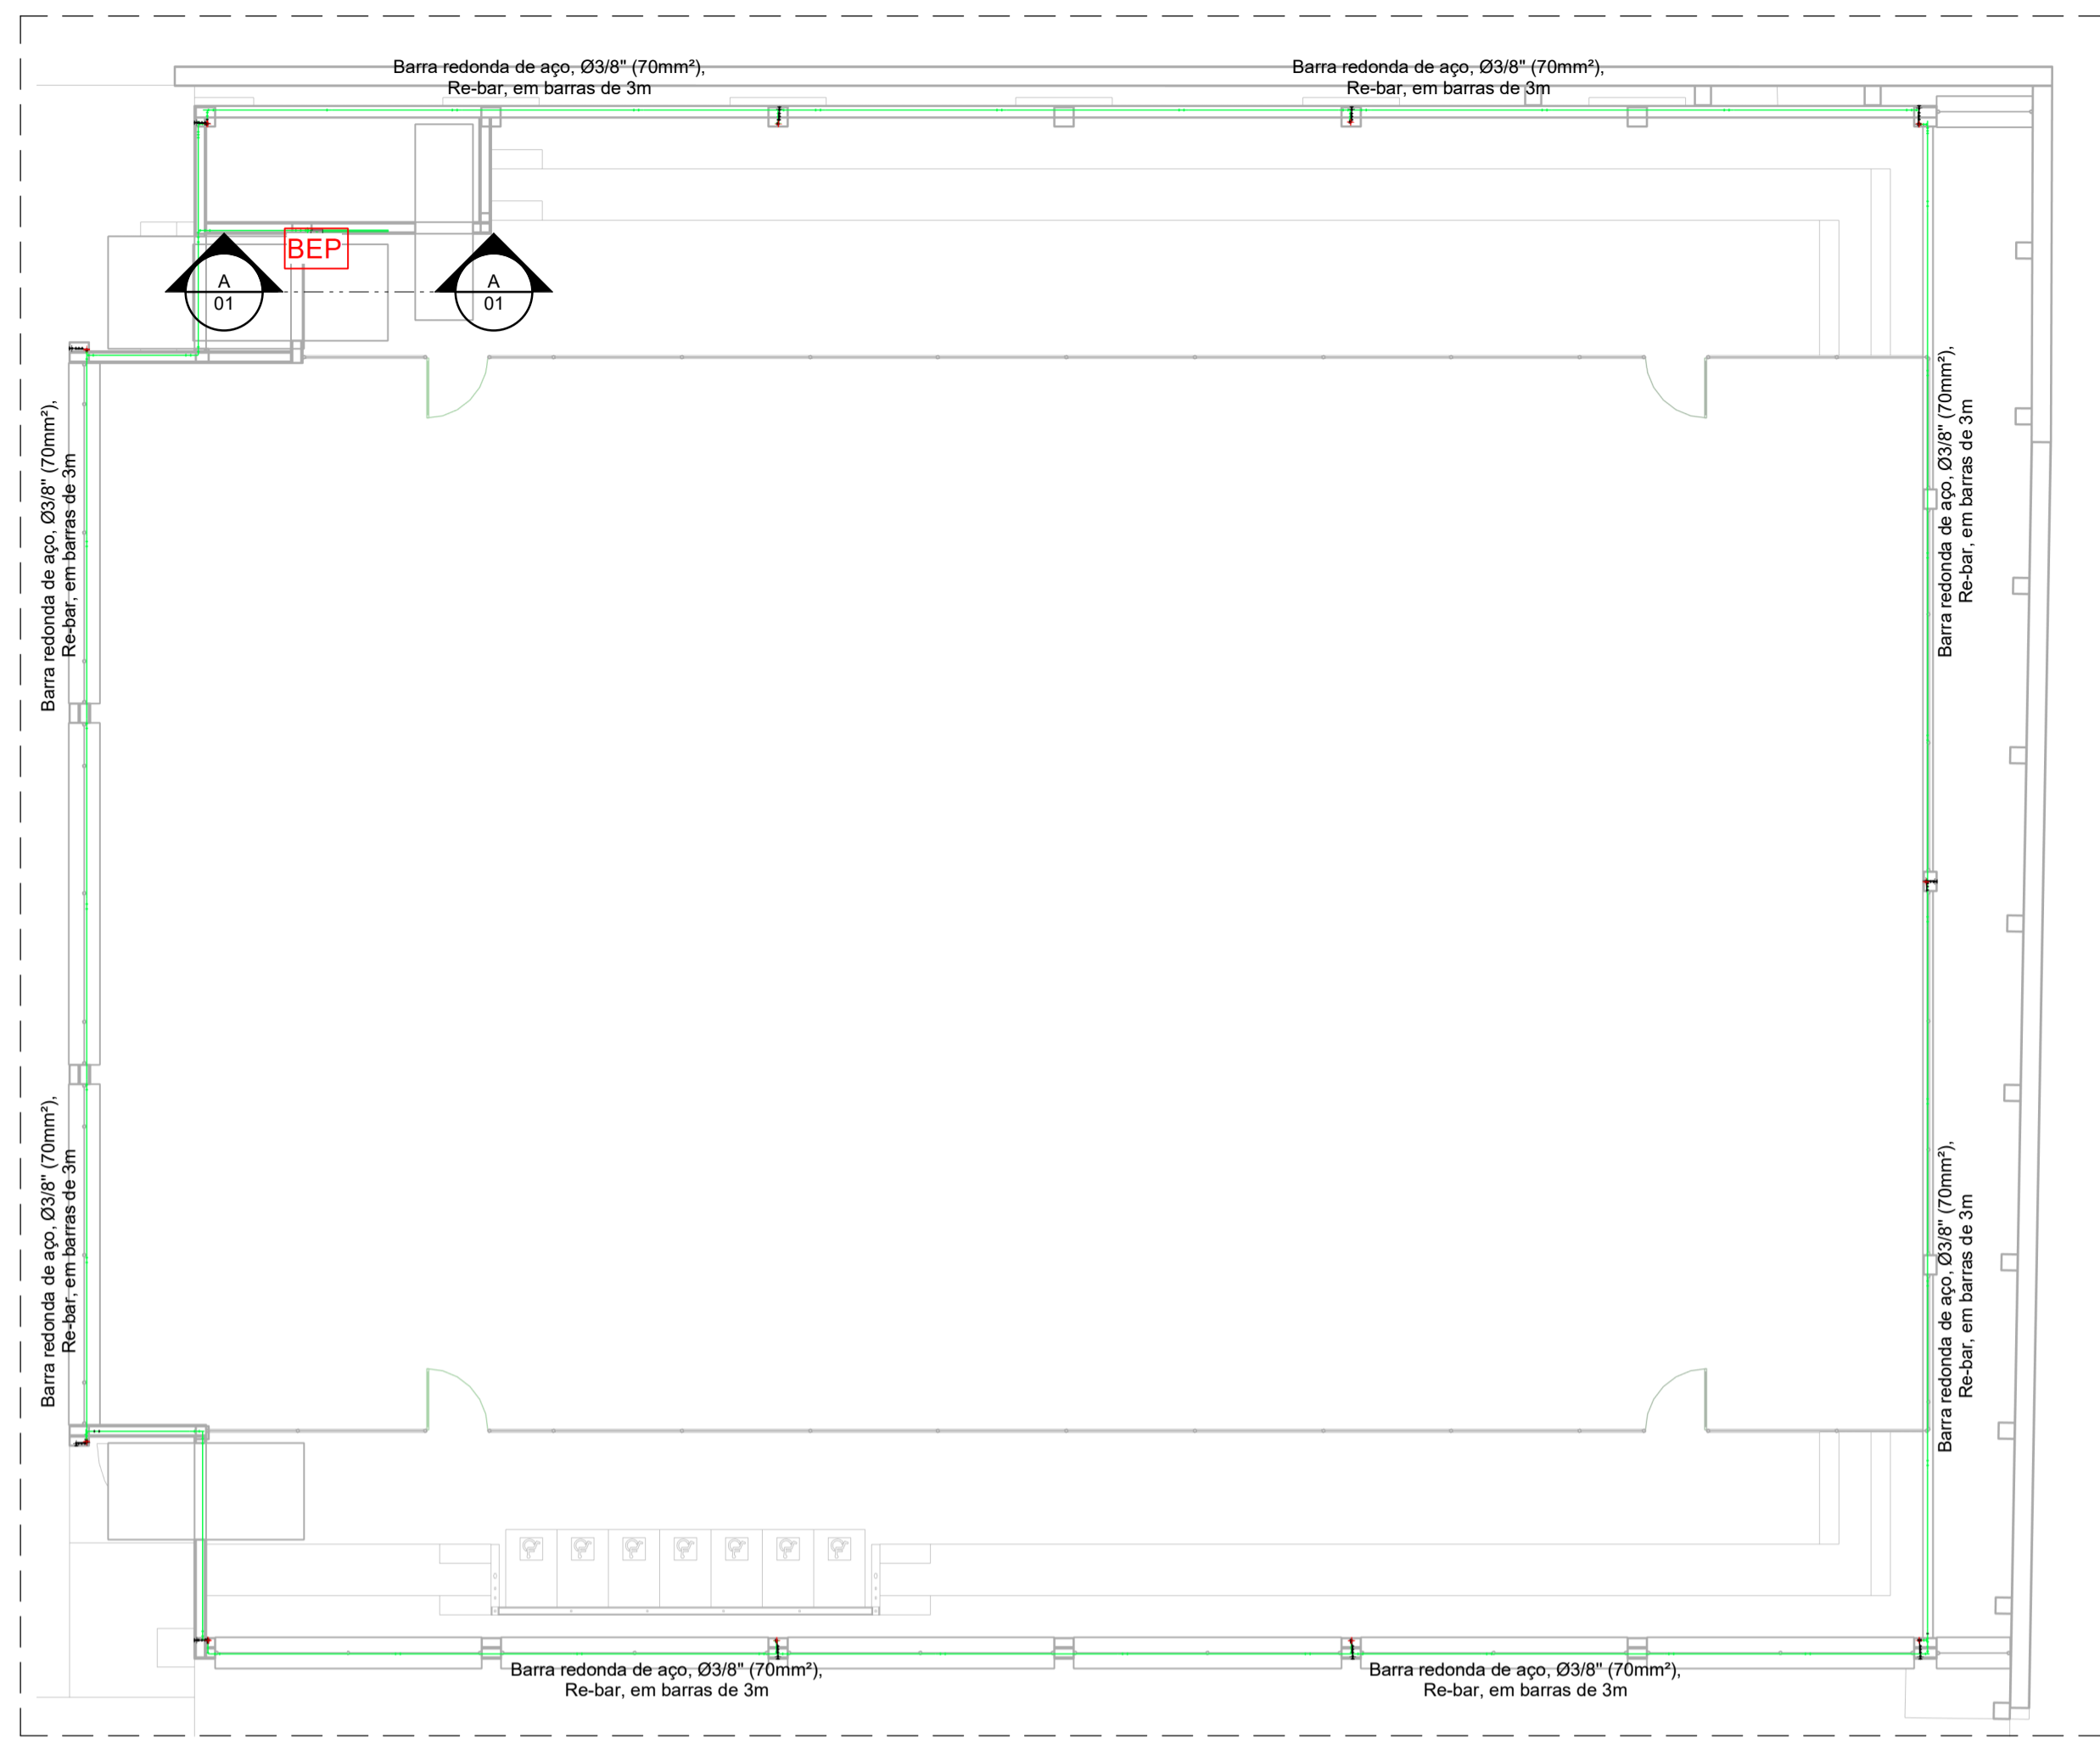 Barra redonda de aço, Ø3/8" (70mm²),
Re-bar, em barras de 3m
Barra redonda de aço, Ø3/8" (70mm²),
Re-bar, em barras de 3m
BEP
A
01
A
01
Barra redonda de aço, Ø3/8" (70mm²),
Re-bar, em barras de 3m
Barra redonda de aço, Ø3/8" (70mm²),
Re-bar, em barras de 3m
Barra redonda de aço, Ø3/8" (70mm²),
Re-bar, em barras de 3m
Barra redonda de aço, Ø3/8" (70mm²),
Re-bar, em barras de 3m
Barra redonda de aço, Ø3/8" (70mm²),
Re-bar, em barras de 3m
Barra redonda de aço, Ø3/8" (70mm²),
Re-bar, em barras de 3m